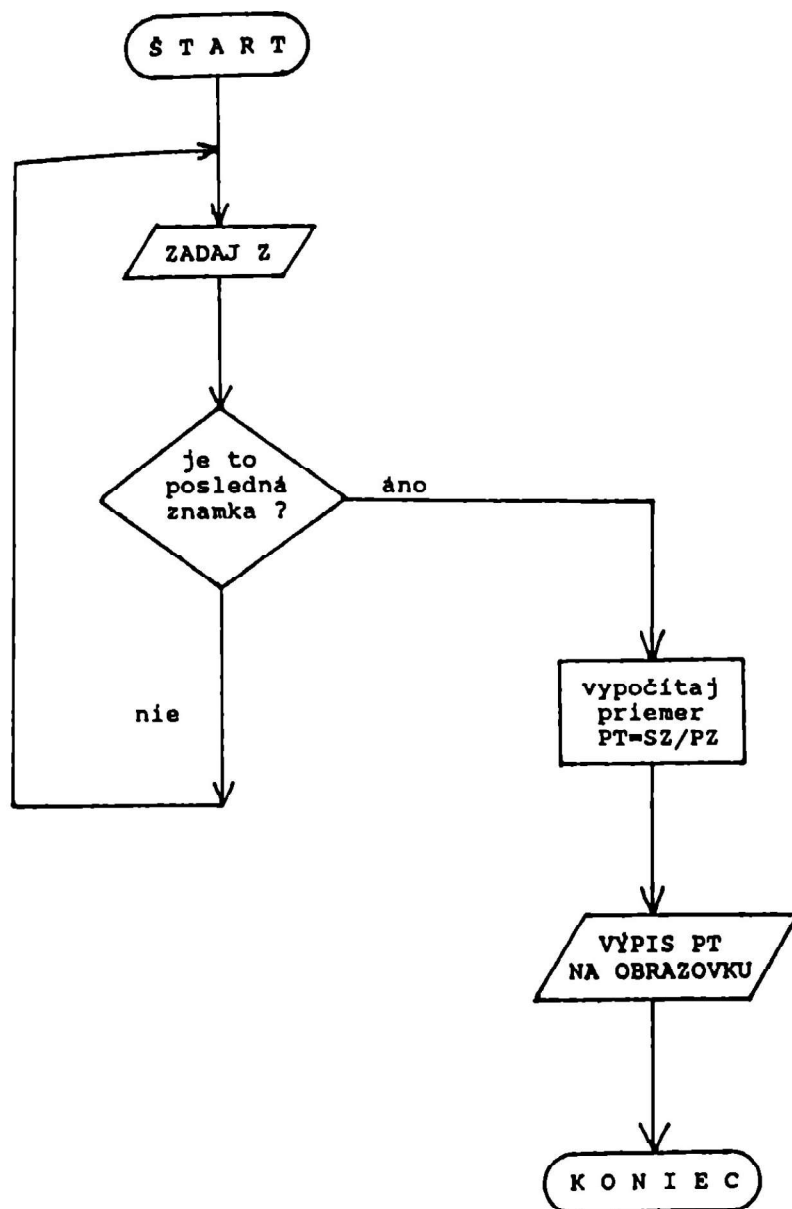 Š T A R T
ZADAJ Z
je to
posledná
znamka ?
áno
nie
vypočítaj
priemer
PT=SZ/PZ
VÝPIS PT
NA OBRAZOVKU
K O N I E C